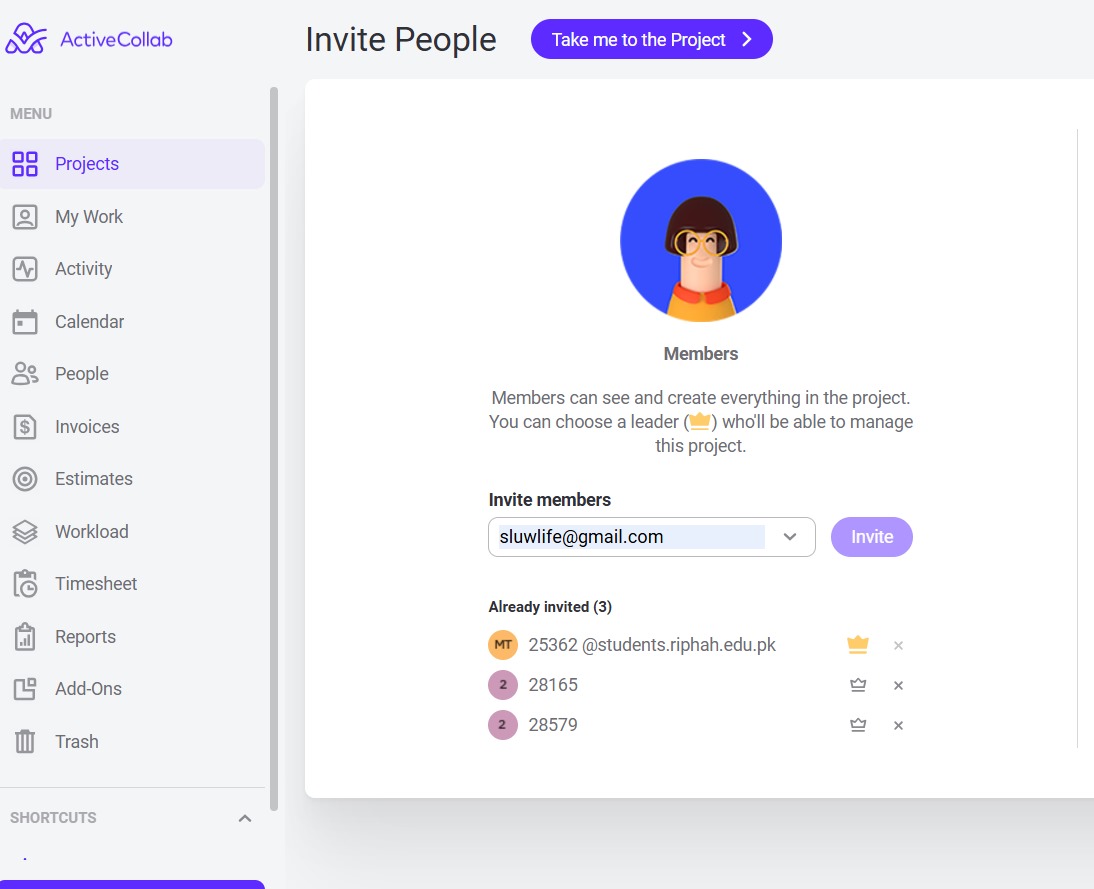 ActiveCollab
Invite People
Take me to the Project
MENU
Projects
My Work
Activity
Calendar
People
Invoices
Estimates
Workload
Timesheet
Reports
Add-Ons
Trash
SHORTCUTS
Members
Members can see and create everything in the project.
You can choose a leader () who'll be able to manage
this project.
Invite members
sluwlife@gmail.com
Invite
Already invited (3)
MT 25362 @students.riphah.edu.pk
2 28165
2 28579